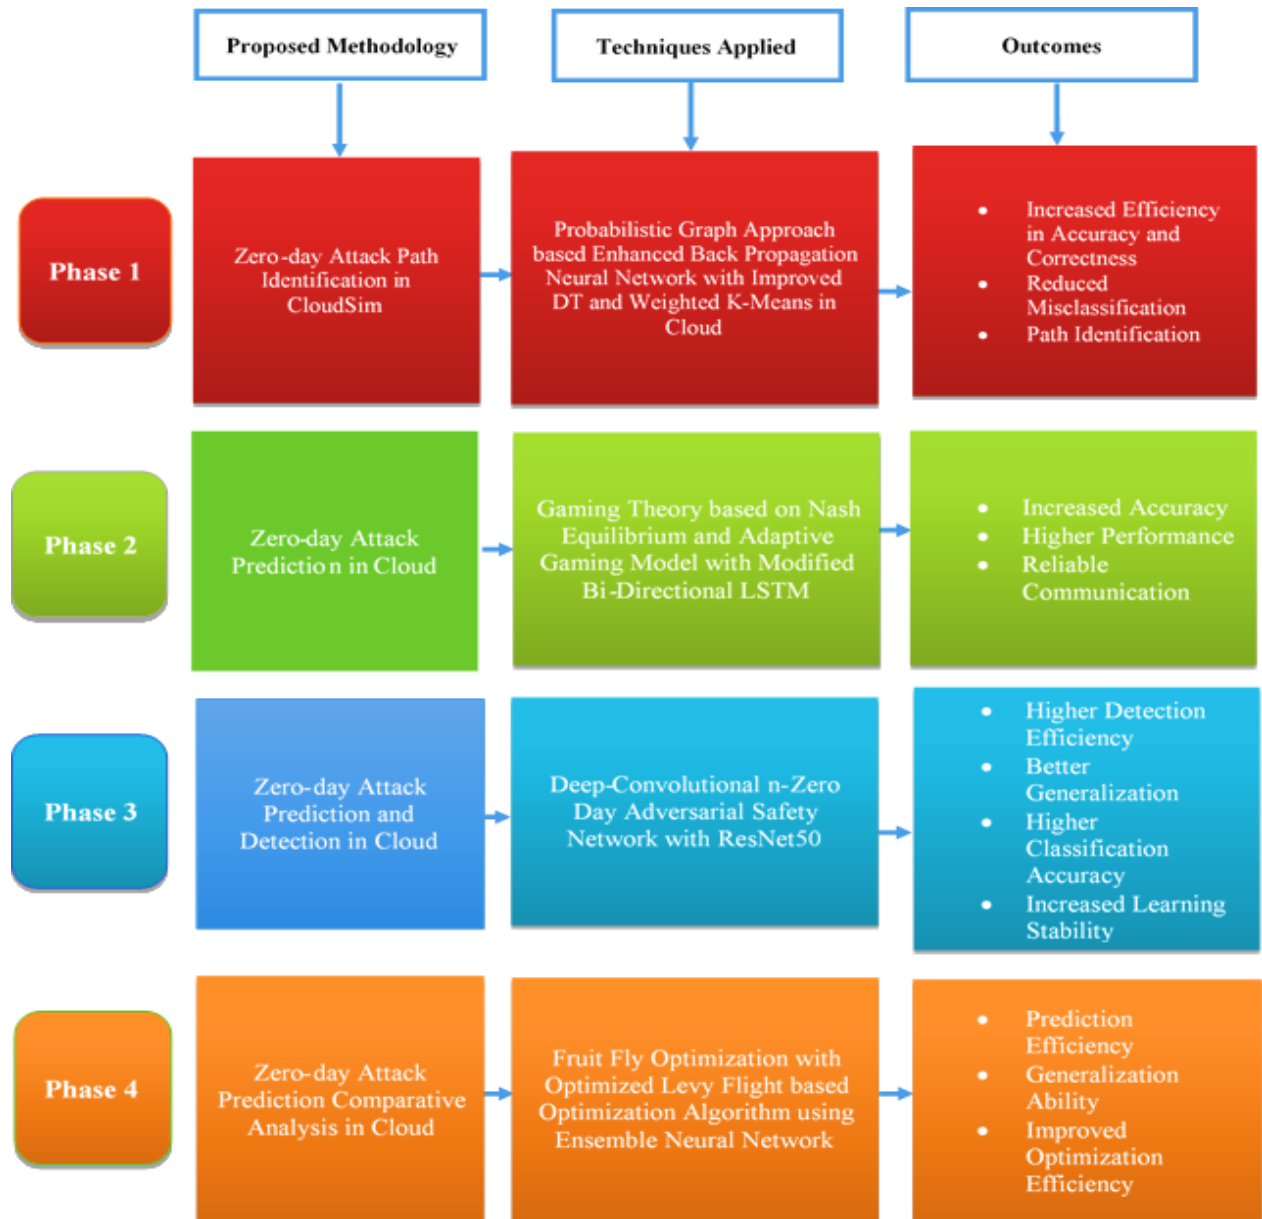 Proposed Methodology
Techniques Applied
Outcomes
Phase 1
Zero-day Attack Path
Identification in
CloudSim
Probabilistic Graph Approach
based Enhanced Back Propagation
Neural Network with Improved
DT and Weighted K-Means in
Cloud
• Increased Efficiency
in Accuracy and
Correctness
• Reduced
Misclassification
• Path Identification
Phase 2
Zero-day Attack
Prediction in Cloud
Gaming Theory based on Nash
Equilibrium and Adaptive
Gaming Model with Modified
Bi-Directional LSTM
• Increased Accuracy
• Higher Performance
• Reliable
Communication
Phase 3
Zero-day Attack
Prediction and
Detection in Cloud
Deep-Convolutional n-Zero
Day Adversarial Safety
Network with ResNet50
• Higher Detection
Efficiency
• Better
Generalization
• Higher
Classification
Accuracy
• Increased Learning
Stability
Phase 4
Zero-day Attack
Prediction Comparative
Analysis in Cloud
Fruit Fly Optimization with
Optimized Levy Flight based
Optimization Algorithm using
Ensemble Neural Network
• Prediction
Efficiency
• Generalization
Ability
• Improved
Optimization
Efficiency